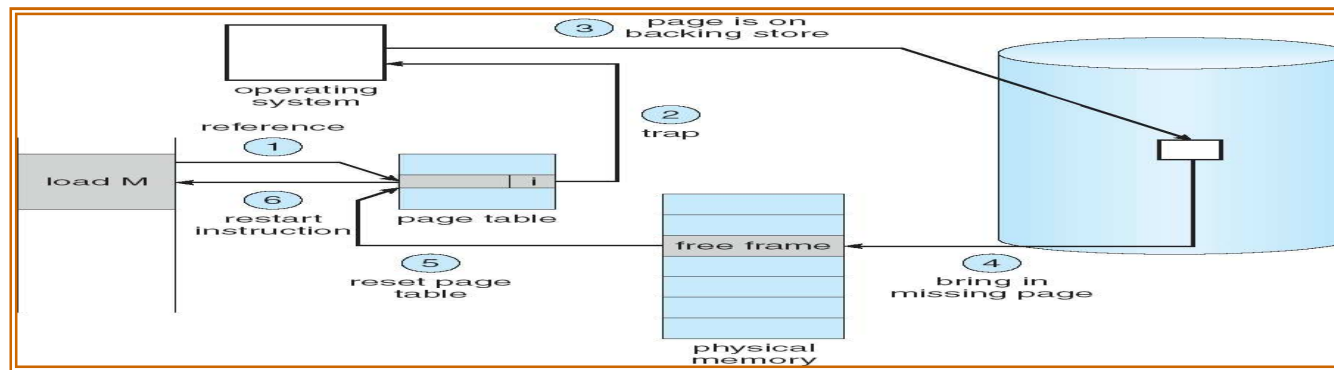 3
page is on
backing store
operating
system
reference
1
2
trap
load M
i
6
restart
instruction
page table
free frame
5
reset page
table
4
bring in
missing page
physical
memory